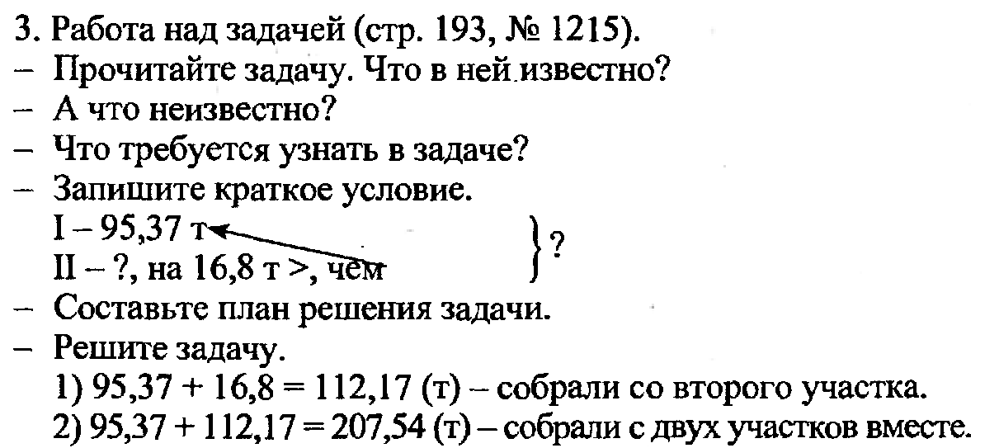 3. Работа над задачей (стр. 193, № 1215).
– Прочитайте задачу. Что в ней известно?
– А что неизвестно?
– Что требуется узнать в задаче?
– Запишите краткое условие.
I – 95,37 т
II – ?, на 16,8 т >, чем
} ?
– Составьте план решения задачи.
– Решите задачу.
1) 95,37 + 16,8 = 112,17 (т) – собрали со второго участка.
2) 95,37 + 112,17 = 207,54 (т) – собрали с двух участков вместе.